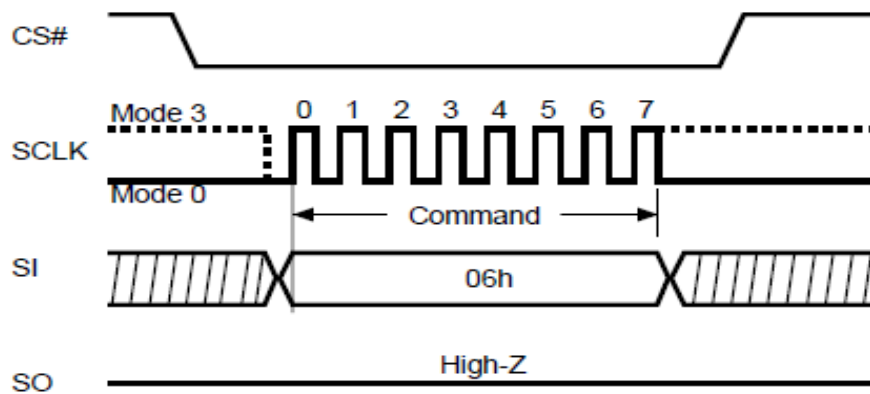 CS#
Mode 3 0 1 2 3 4 5 6 7
SCLK
Mode 0
Command
SI 06h
High-Z
SO